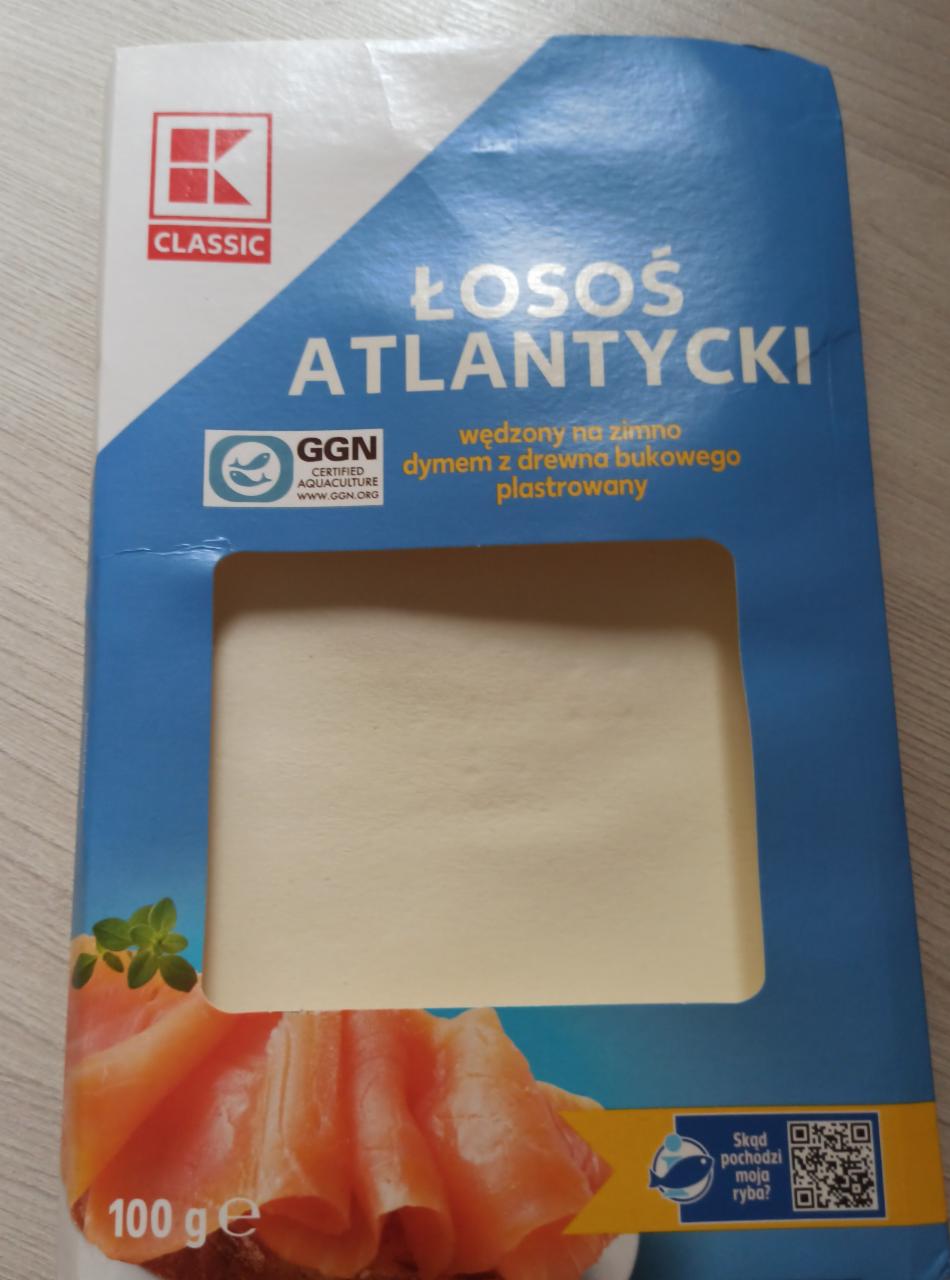 K
CLASSIC
ŁOSOŚ
ATLANTYCKI
GGN
CERTIFIED
AQUACULTURE
WWW.GGN.ORG
wędzony na zimno
dymem z drewna bukowego
plastrowany
Skąd
pochodzi
moja
ryba?
100 g ℮